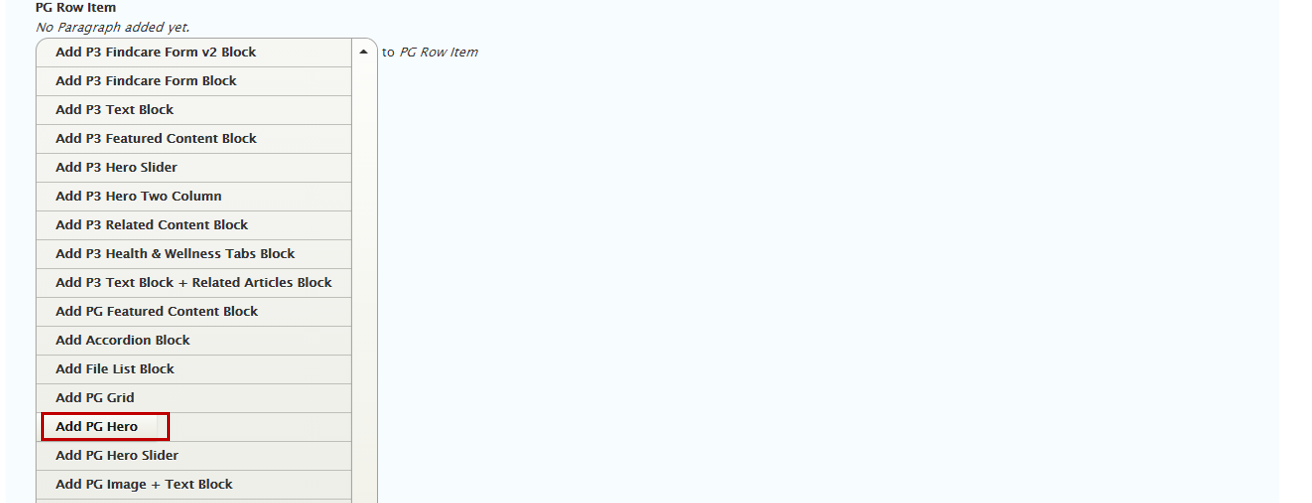 PG Row Item
No Paragraph added yet.
Add P3 Findcare Form v2 Block to PG Row Item
Add P3 Findcare Form Block
Add P3 Text Block
Add P3 Featured Content Block
Add P3 Hero Slider
Add P3 Hero Two Column
Add P3 Related Content Block
Add P3 Health & Wellness Tabs Block
Add P3 Text Block + Related Articles Block
Add PG Featured Content Block
Add Accordion Block
Add File List Block
Add PG Grid
Add PG Hero
Add PG Hero Slider
Add PG Image + Text Block